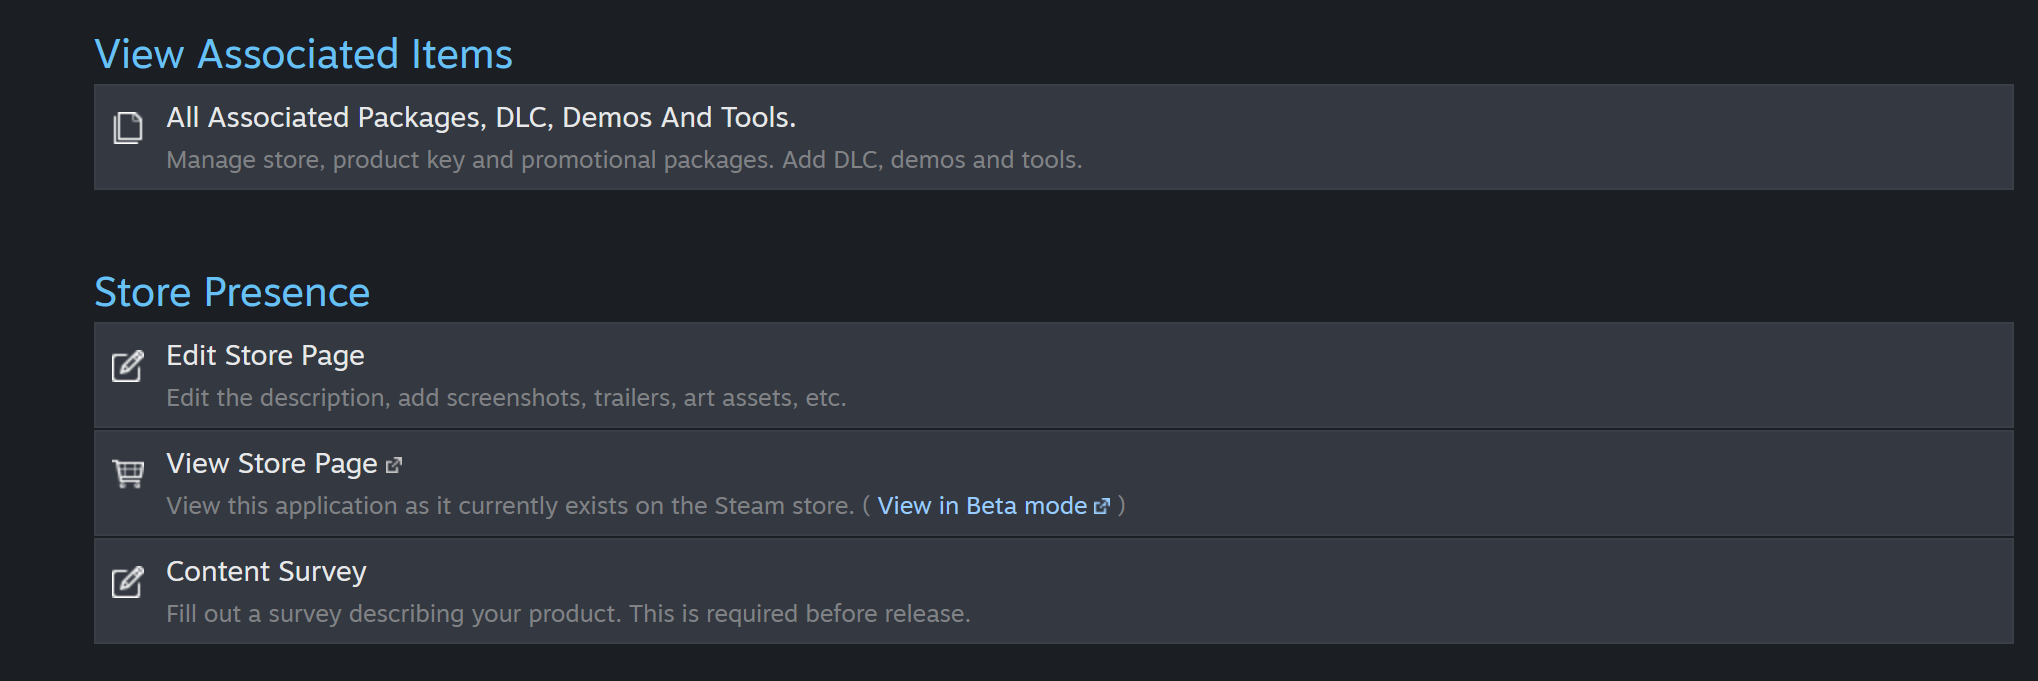 View Associated Items
All Associated Packages, DLC, Demos And Tools.
Manage store, product key and promotional packages. Add DLC, demos and tools.
Store Presence
Edit Store Page
Edit the description, add screenshots, trailers, art assets, etc.
View Store Page
View this application as it currently exists on the Steam store. ( View in Beta mode )
Content Survey
Fill out a survey describing your product. This is required before release.